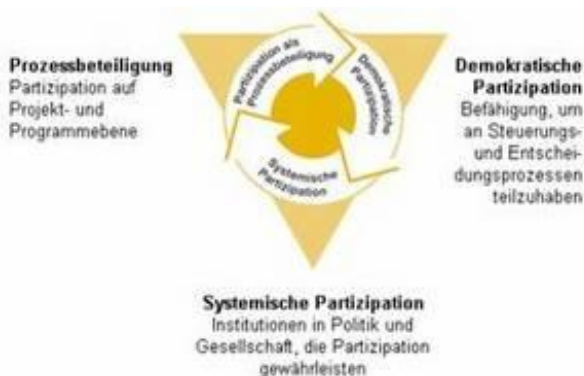 Prozessbeteiligung
Partizipation auf
Projekt- und
Programmebene
Partizipation als
Prozessbeteiligung
Demokratische
Partizipation
Systemische
Partizipation
Demokratische
Partizipation
Befähigung, um
an Steuerungs-
und Entschei-
dungsprozessen
teilzuhaben
Systemische Partizipation
Institutionen in Politik und
Gesellschaft, die Partizipation
gewährleisten